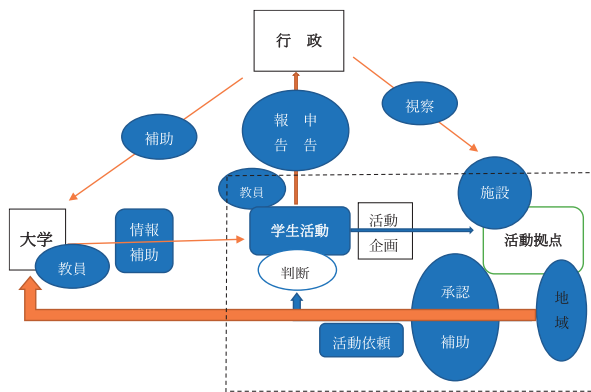 行 政
報 申
告 告
視察
補助
教員
施設
大学
情報
補助
学生活動
活動
企画
活動拠点
教員
判断
承認
補助
地
域
活動依頼